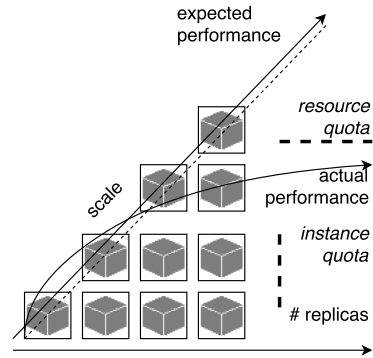 expected
performance
resource
quota
actual
performance
scale
instance
quota
# replicas